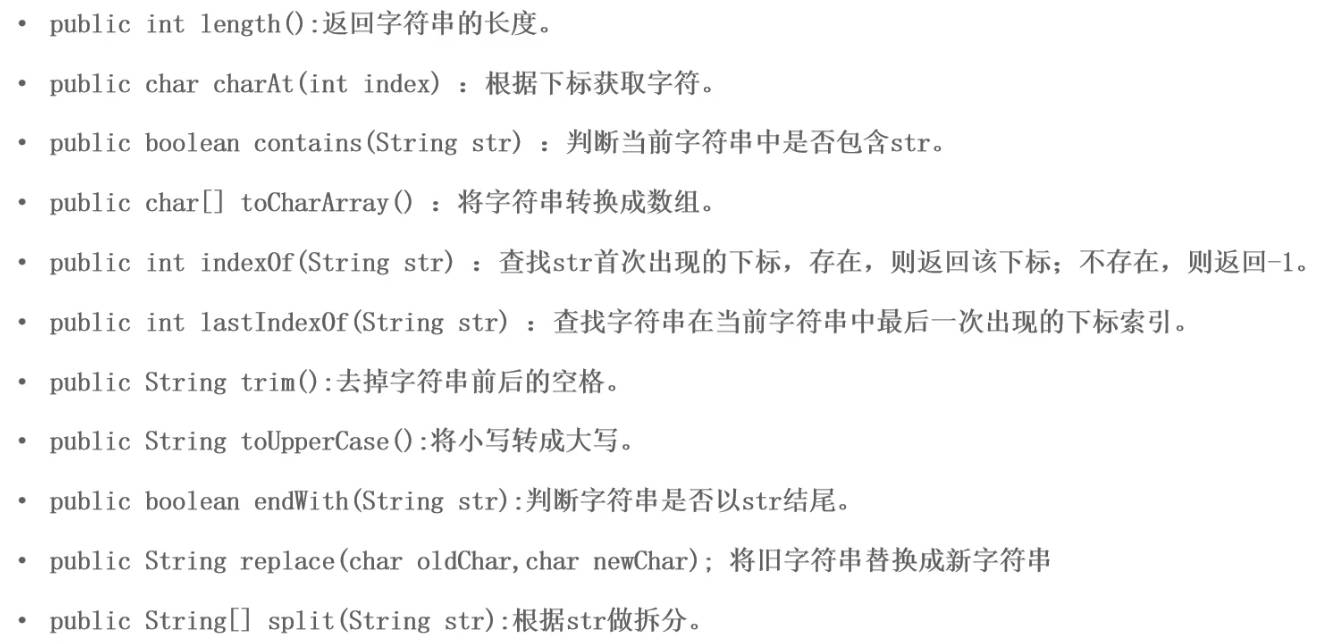 • public int length():返回字符串的长度。
• public char charAt(int index) ：根据下标获取字符。
• public boolean contains(String str) ：判断当前字符串中是否包含str。
• public char[] toCharArray() ：将字符串转换成数组。
• public int indexOf(String str) ：查找str首次出现的下标，存在，则返回该下标；不存在，则返回-1。
• public int lastIndexOf(String str) ：查找字符串在当前字符串中最后一次出现的下标索引。
• public String trim():去掉字符串前后的空格。
• public String toUpperCase():将小写转成大写。
• public boolean endWith(String str):判断字符串是否以str结尾。
• public String replace(char oldChar,char newChar); 将旧字符串替换成新字符串
• public String[] split(String str):根据str做拆分。